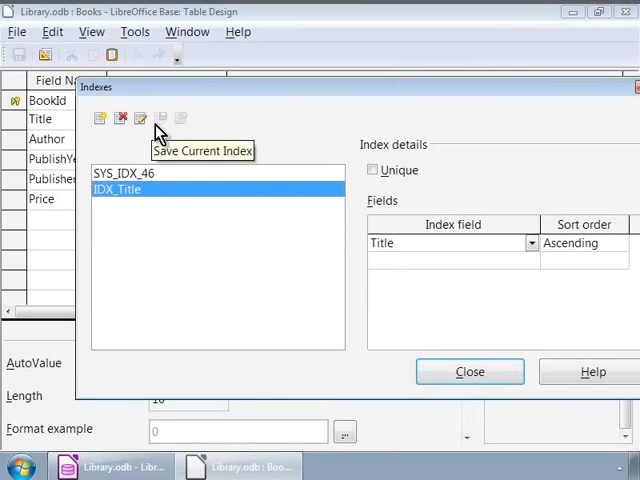 Library.odb : Books - LibreOffice Base: Table Design
File Edit View Tools Window Help
Field Na
Indexes
BookId
Title
Author
PublishYe
Publisher
Price
Save Current Index
SYS_IDX_46
IDX_Title
Index details
Unique
Fields
Index field Sort order
Title Ascending
Close Help
AutoValue
Length
Format example 0 ...
Library.odb - Libr... Library.odb : Boo...